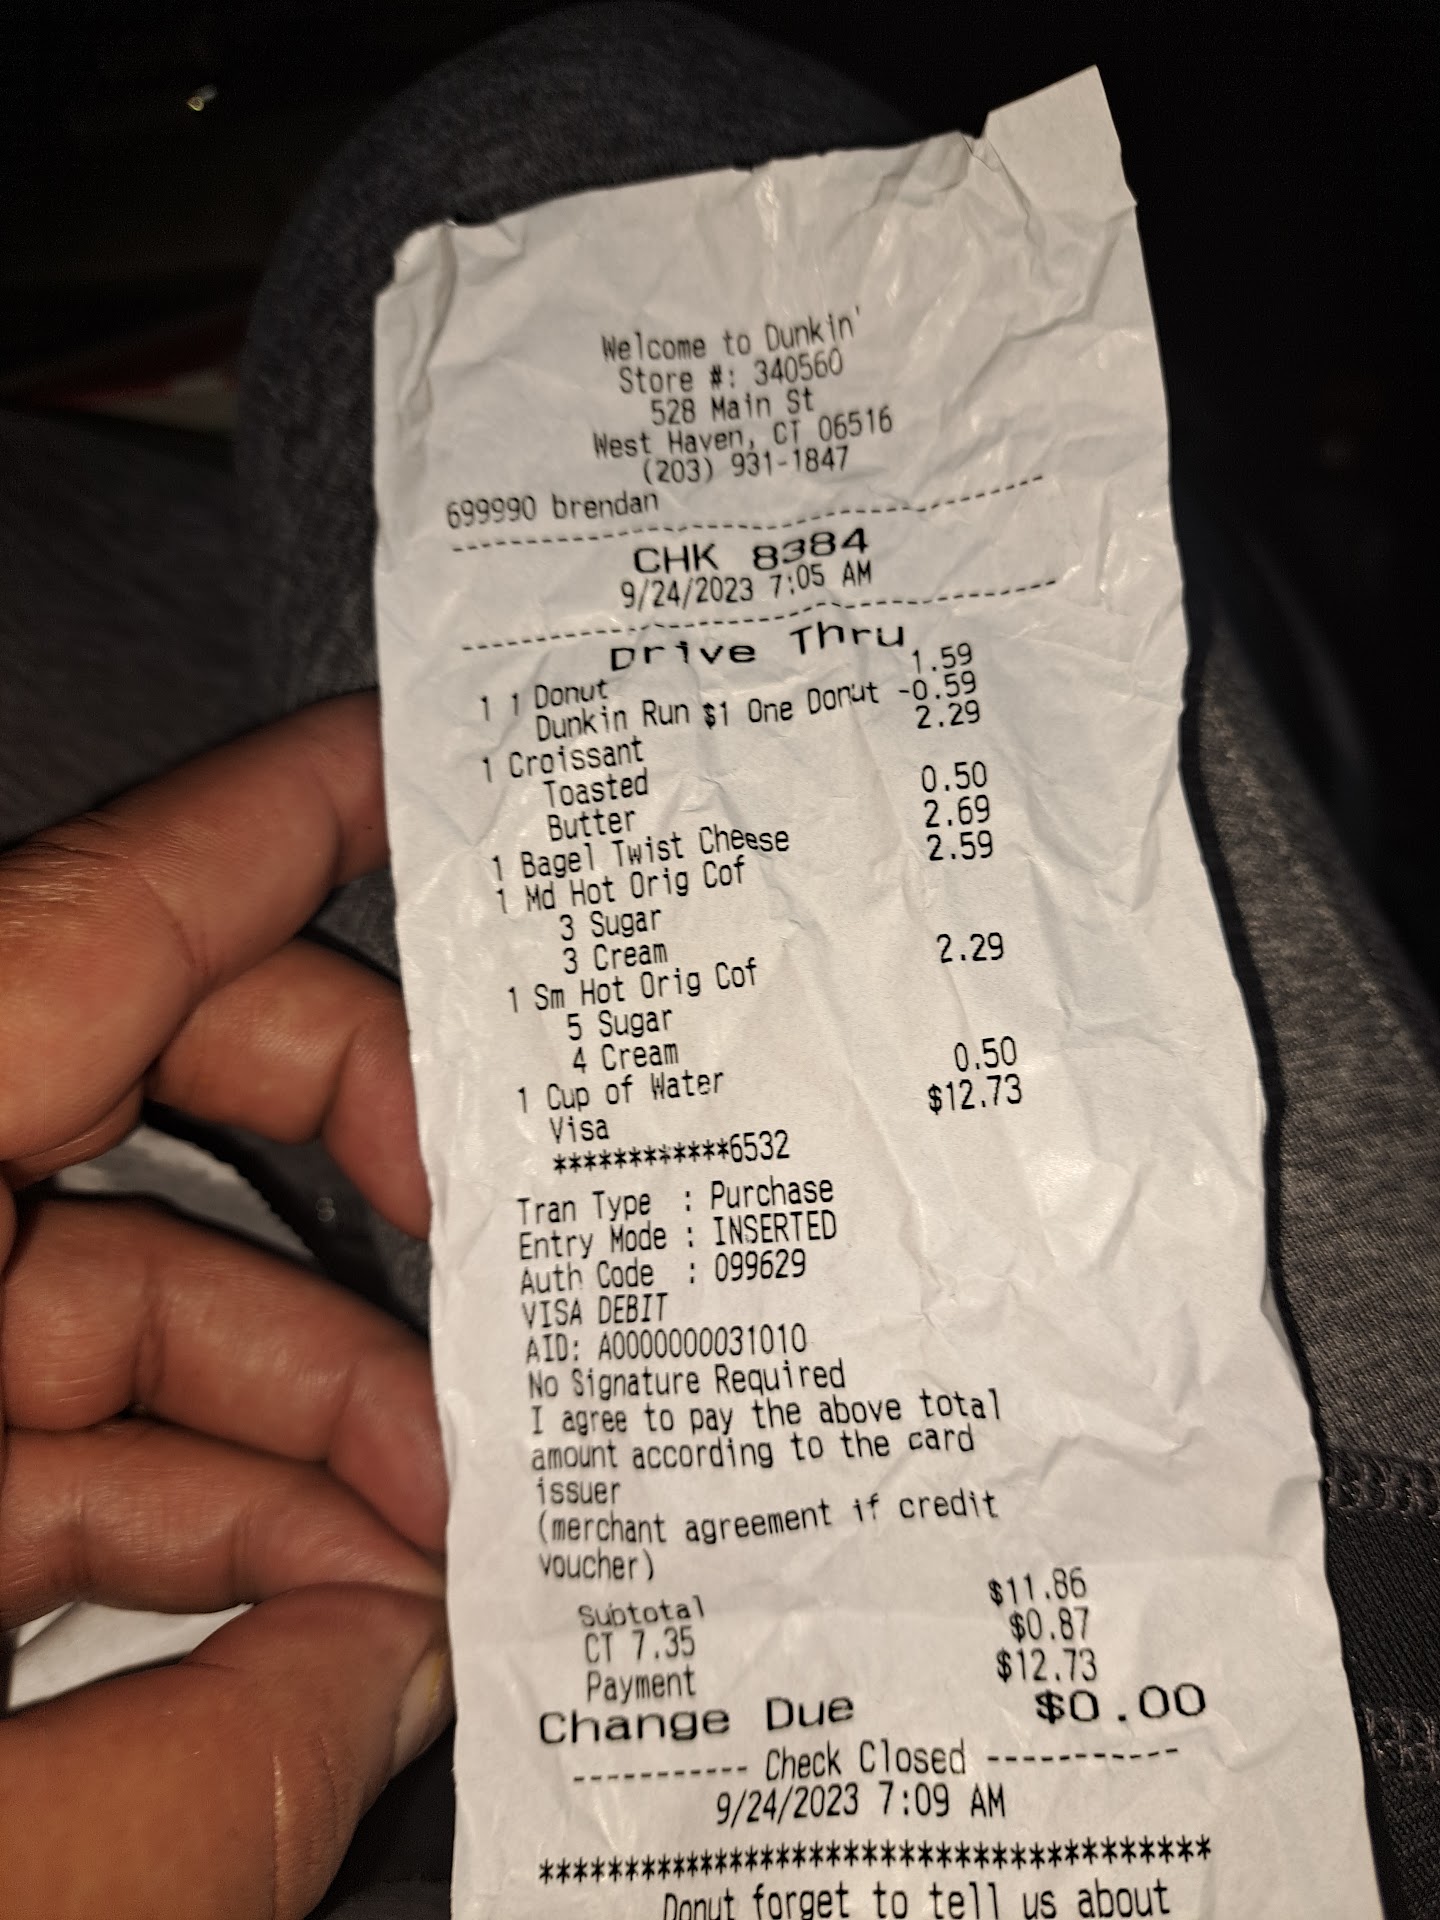 Welcome to Dunkin'
Store #: 340560
528 Main St
West Haven, CT 06516
(203) 931-1847
699990 brendan
CHK 8384
9/24/2023 7:05 AM
Drive Thru
1 1 Donut 1.59
Dunkin Run $1 One Donut -0.59
1 Croissant 2.29
Toasted
Butter 0.50
1 Bagel Twist Cheese 2.69
1 Md Hot Orig Cof 2.59
3 Sugar
3 Cream
1 Sm Hot Orig Cof 2.29
5 Sugar
4 Cream
1 Cup of Water 0.50
Visa $12.73
************6532
Tran Type : Purchase
Entry Mode : INSERTED
Auth Code : 099629
VISA DEBIT
AID: A0000000031010
No Signature Required
I agree to pay the above total
amount according to the card
issuer
(merchant agreement if credit
voucher)
Subtotal $11.86
CT 7.35 $0.87
Payment $12.73
Change Due $0.00
----------- Check Closed -----------
9/24/2023 7:09 AM
****************************************
Donut forget to tell us about